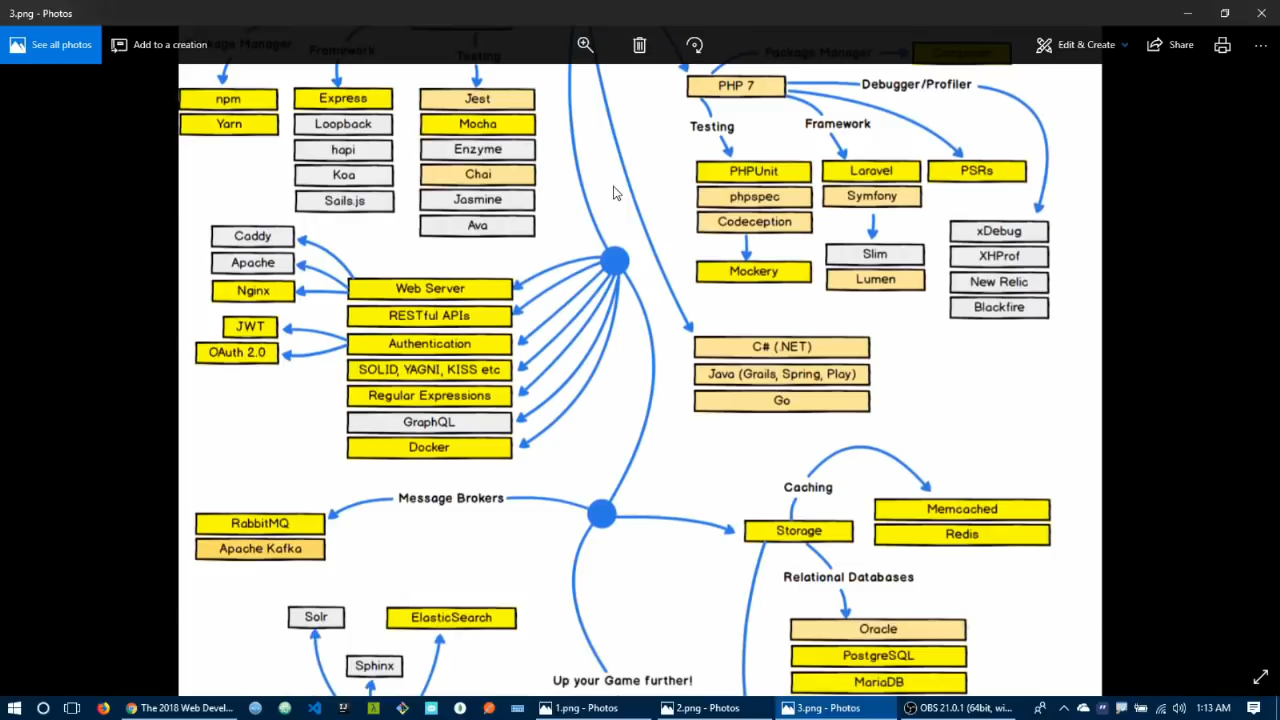 3.png - Photos
See all photos
Add to a creation
Edit & Create
Share
Package Manager
Framework
Testing
Package Manager
Composer
npm
Yarn
Express
Loopback
hapi
Koa
Sails.js
Jest
Mocha
Enzyme
Chai
Jasmine
Ava
PHP 7
Debugger/Profiler
Testing
Framework
PHPUnit
phpspec
Codeception
Mockery
Laravel
Symfony
Slim
Lumen
PSRs
xDebug
XHProf
New Relic
Blackfire
Caddy
Apache
Nginx
JWT
OAuth 2.0
Web Server
RESTful APIs
Authentication
SOLID, YAGNI, KISS etc
Regular Expressions
GraphQL
Docker
C# (.NET)
Java (Grails, Spring, Play)
Go
Message Brokers
RabbitMQ
Apache Kafka
Caching
Storage
Memcached
Redis
Relational Databases
Oracle
PostgreSQL
MariaDB
Solr
ElasticSearch
Sphinx
Up your Game further!
The 2018 Web Devel...
1.png - Photos
2.png - Photos
3.png - Photos
OBS 21.0.1 (64bit, wi...
1:13 AM